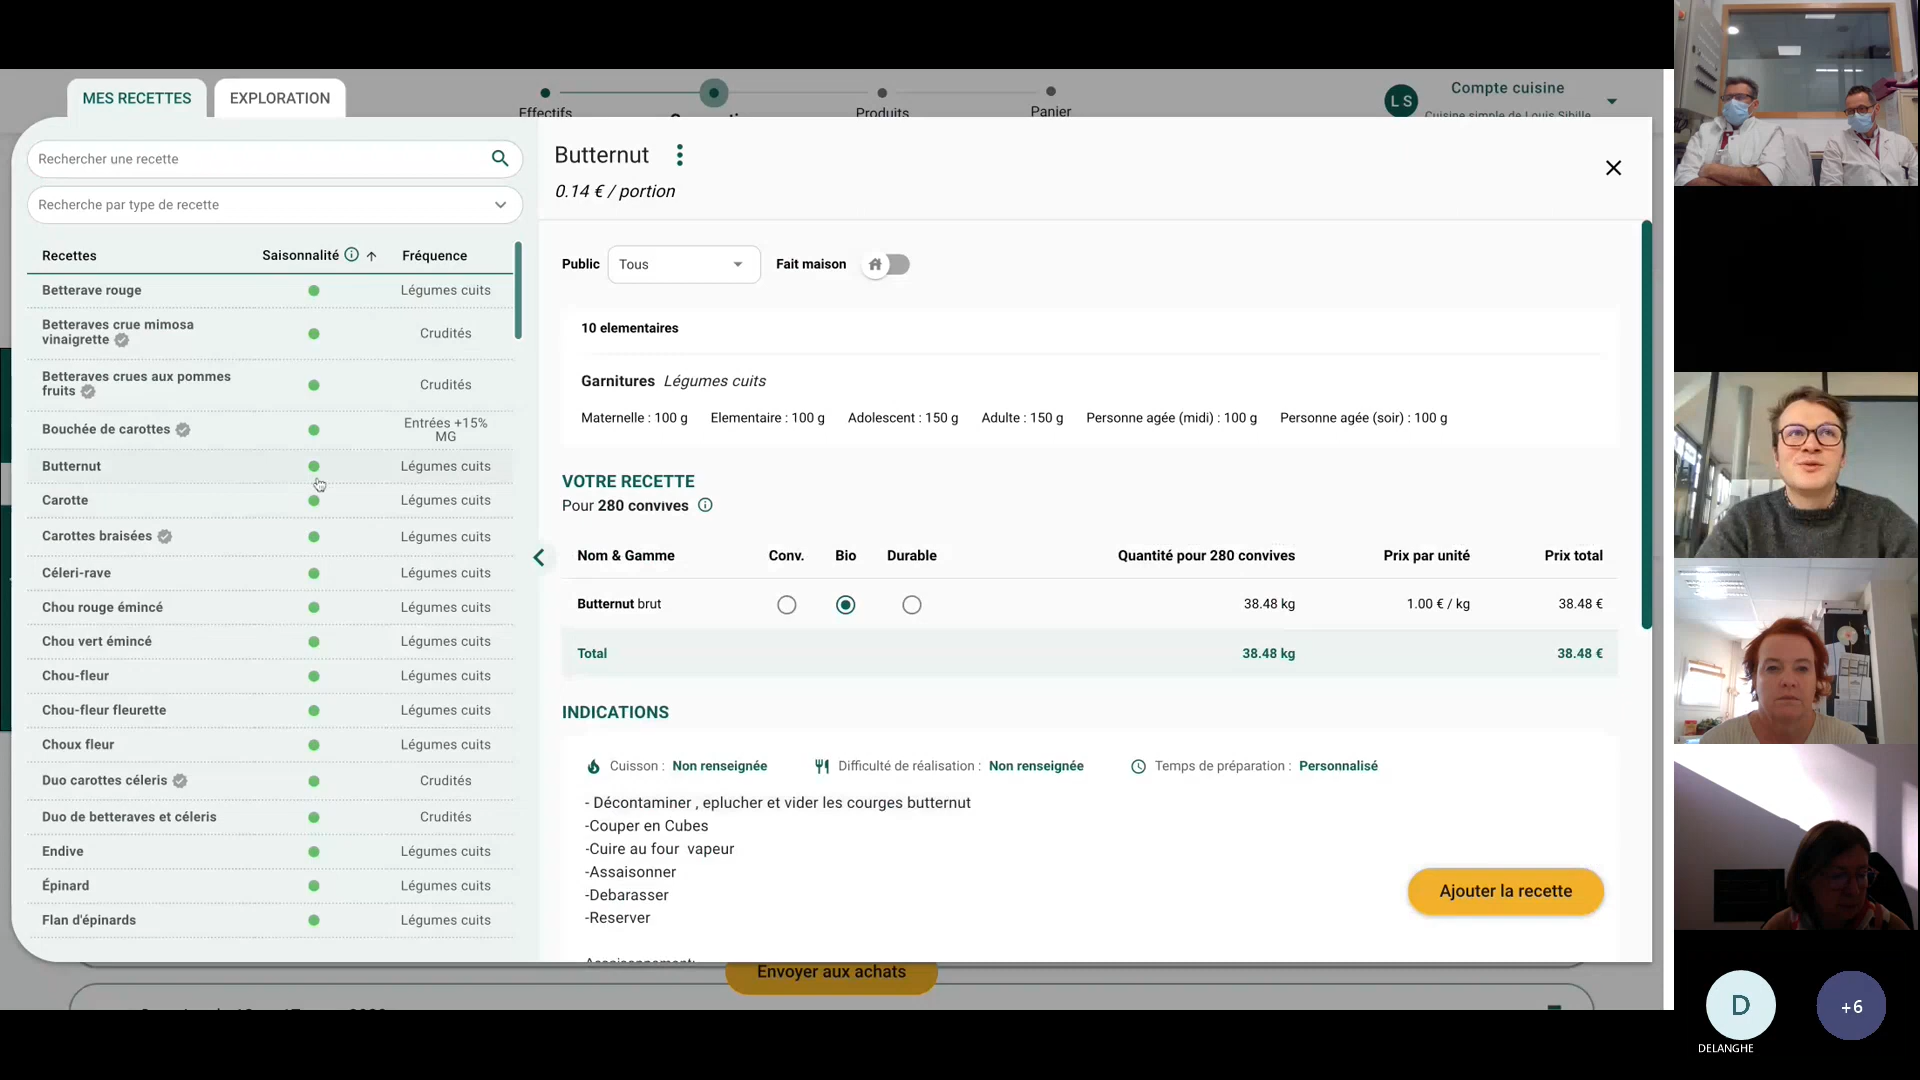 MES RECETTES
EXPLORATION
Effectifs
Produits
Panier
L S
Compte cuisine
Cuisine simple de Louis Sibille
Rechercher une recette
Recherche par type de recette
Recettes Saisonnalité Fréquence
Betterave rouge Légumes cuits
Betteraves crue mimosa
vinaigrette Crudités
Betteraves crues aux pommes
fruits Crudités
Bouchée de carottes Entrées +15%
MG
Butternut Légumes cuits
Carotte Légumes cuits
Carottes braisées Légumes cuits
Céleri-rave Légumes cuits
Chou rouge émincé Légumes cuits
Chou vert émincé Légumes cuits
Chou-fleur Légumes cuits
Chou-fleur fleurette Légumes cuits
Choux fleur Légumes cuits
Duo carottes céleris Crudités
Duo de betteraves et céleris Crudités
Endive Légumes cuits
Épinard Légumes cuits
Flan d'épinards Légumes cuits
Butternut
0.14 € / portion
Public Tous Fait maison
10 elementaires
Garnitures Légumes cuits
Maternelle : 100 g Elementaire : 100 g Adolescent : 150 g Adulte : 150 g Personne agée (midi) : 100 g Personne agée (soir) : 100 g
VOTRE RECETTE
Pour 280 convives
Nom & Gamme Conv. Bio Durable Quantité pour 280 convives Prix par unité Prix total
Butternut brut 38.48 kg 1.00 € / kg 38.48 €
Total 38.48 kg 38.48 €
INDICATIONS
Cuisson : Non renseignée Difficulté de réalisation : Non renseignée Temps de préparation : Personnalisé
- Décontaminer , eplucher et vider les courges butternut
-Couper en Cubes
-Cuire au four vapeur
-Assaisonner
-Debarasser
-Reserver
Ajouter la recette
Envoyer aux achats
D
+6
DELANGHE